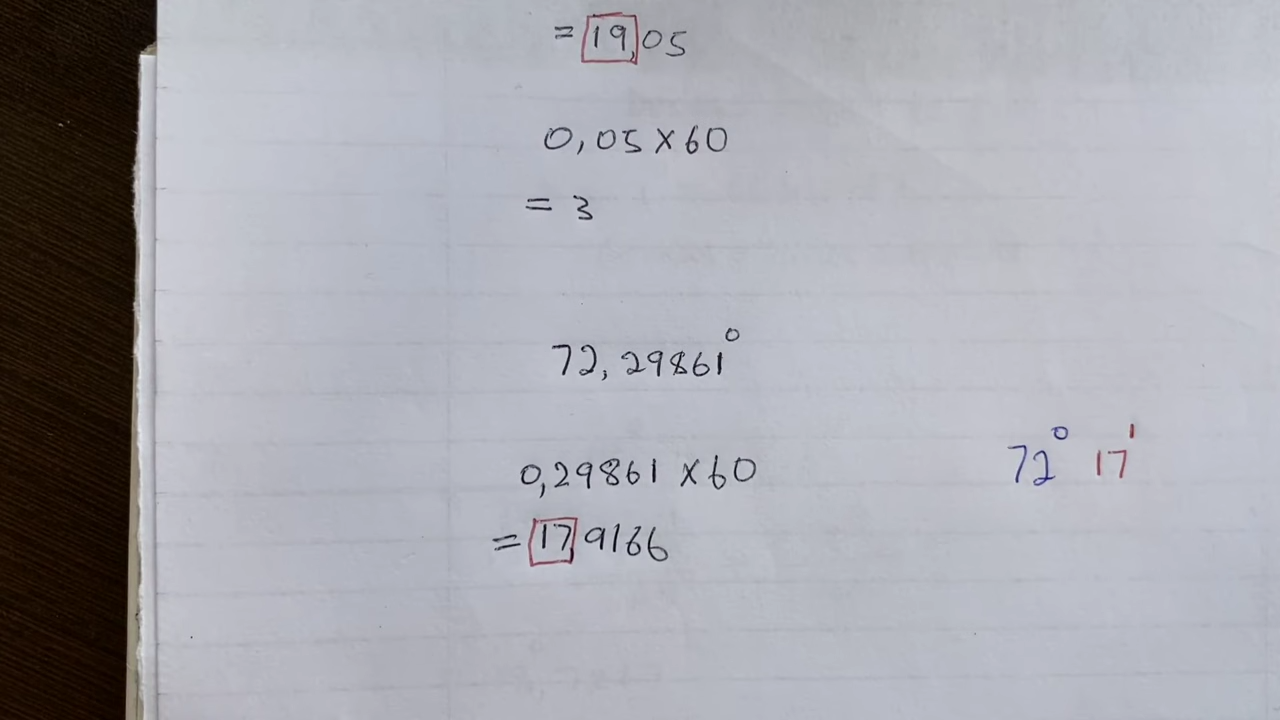 = 19,05
0,05 × 60
= 3
72,29861°
0,29861 × 60
72° 17'
= 17,9166